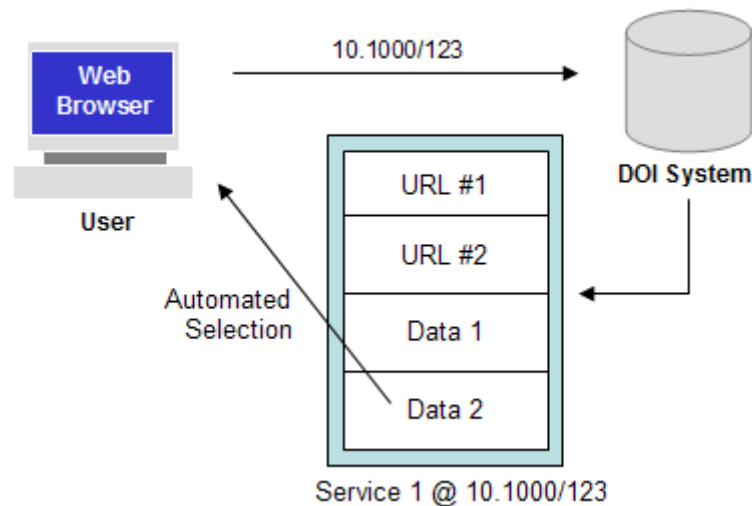 Web
Browser
User
10.1000/123
DOI System
URL #1
URL #2
Data 1
Data 2
Automated
Selection
Service 1 @ 10.1000/123